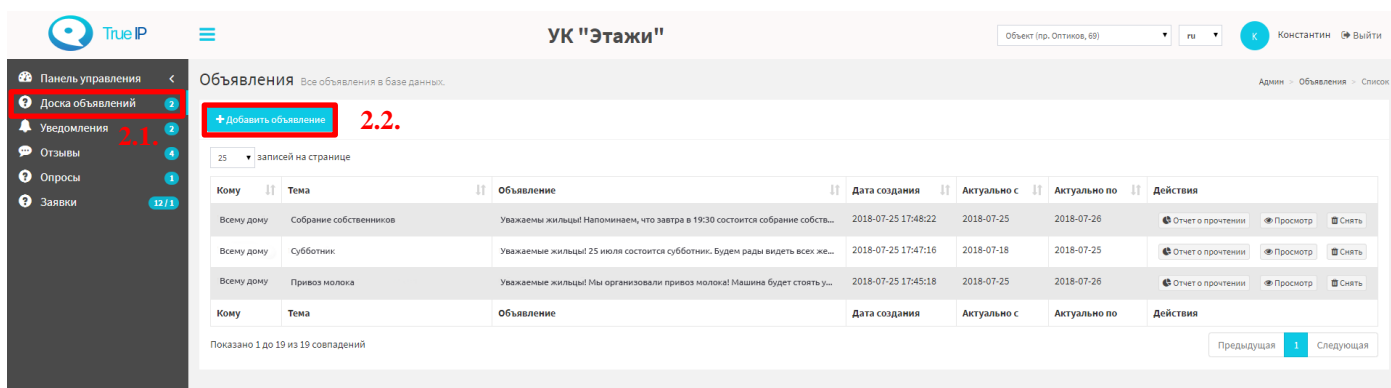 True IP
УК "Этажи"
Объект (пр. Оптиков, 69)
ru
К
Константин
Выйти
Панель управления
Доска объявлений 2
Уведомления 2
Отзывы 4
Опросы 1
Заявки 12 / 1
2.1.
Объявления Все объявления в базе данных.
Админ > Объявления > Список
+ Добавить объявление
2.2.
25 записей на странице
Кому Тема Объявление Дата создания Актуально с Актуально по Действия
Всему дому Собрание собственников Уважаемы жильцы! Напоминаем, что завтра в 19:30 состоится собрание собств... 2018-07-25 17:48:22 2018-07-25 2018-07-26 Отчет о прочтении Просмотр Снять
Всему дому Субботник Уважаемые жильцы! 25 июля состоится субботник. Будем рады видеть всех же... 2018-07-25 17:47:16 2018-07-18 2018-07-25 Отчет о прочтении Просмотр Снять
Всему дому Привоз молока Уважаемые жильцы! Мы организовали привоз молока! Машина будет стоять у... 2018-07-25 17:45:18 2018-07-25 2018-07-26 Отчет о прочтении Просмотр Снять
Кому Тема Объявление Дата создания Актуально с Актуально по Действия
Показано 1 до 19 из 19 совпадений
Предыдущая 1 Следующая